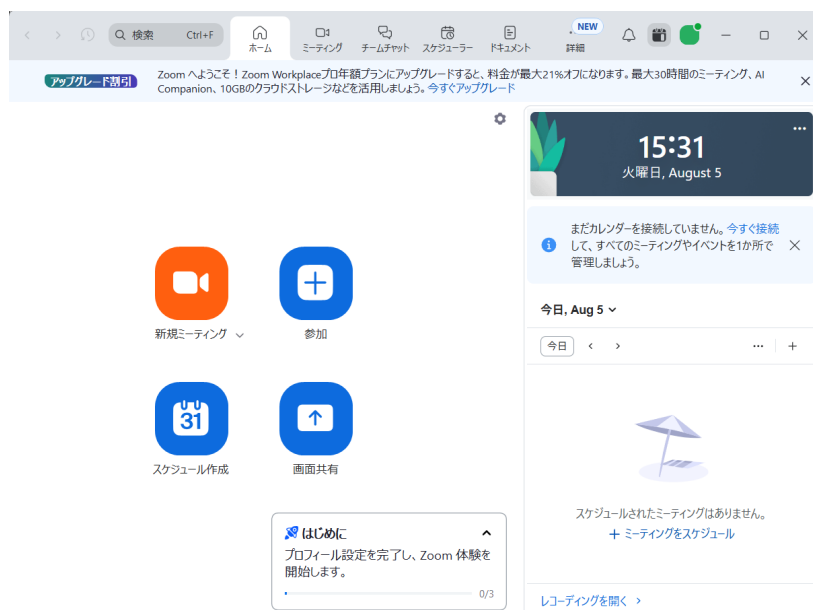 検索 Ctrl+F
ホーム
ミーティング
チームチャット
スケジューラー
ドキュメント
NEW
詳細
アップグレード割引
Zoom へようこそ！Zoom Workplaceプロ年額プランにアップグレードすると、料金が最大21%オフになります。最大30時間のミーティング、AI
Companion、10GBのクラウドストレージなどを活用しましょう。今すぐアップグレード
新規ミーティング
参加
31
スケジュール作成
画面共有
はじめに
プロフィール設定を完了し、Zoom 体験を
開始します。
0/3
15:31
火曜日, August 5
まだカレンダーを接続していません。今すぐ接続
して、すべてのミーティングやイベントを1か所で
管理しましょう。
今日, Aug 5
今日
スケジュールされたミーティングはありません。
+ ミーティングをスケジュール
レコーディングを開く